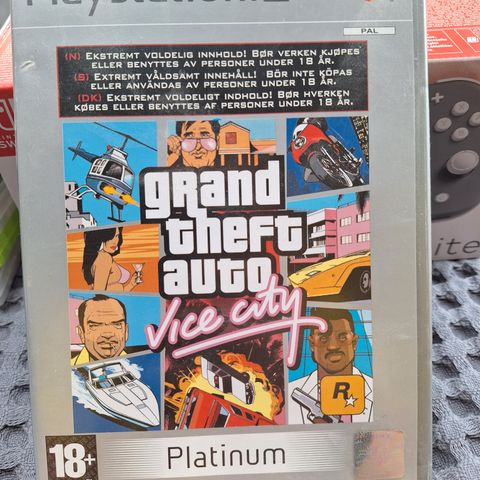 PlayStation 2
PAL
(N) EKSTREMT VOLDELIG INNHOLD! BØR VERKEN KJØPES
ELLER BENYTTES AV PERSONER UNDER 18 ÅR.
(S) EXTREMT VÅLDSAMT INNEHÅLL! BÖR INTE KÖPAS
ELLER ANVÄNDAS AV PERSONER UNDER 18 ÅR.
(DK) EKSTREMT VOLDELIGT INDHOLD! BØR HVERKEN
KØBES ELLER BENYTTES AF PERSONER UNDER 18 ÅR.
grand
theft
auto
vice city
R
18+
Platinum
ite